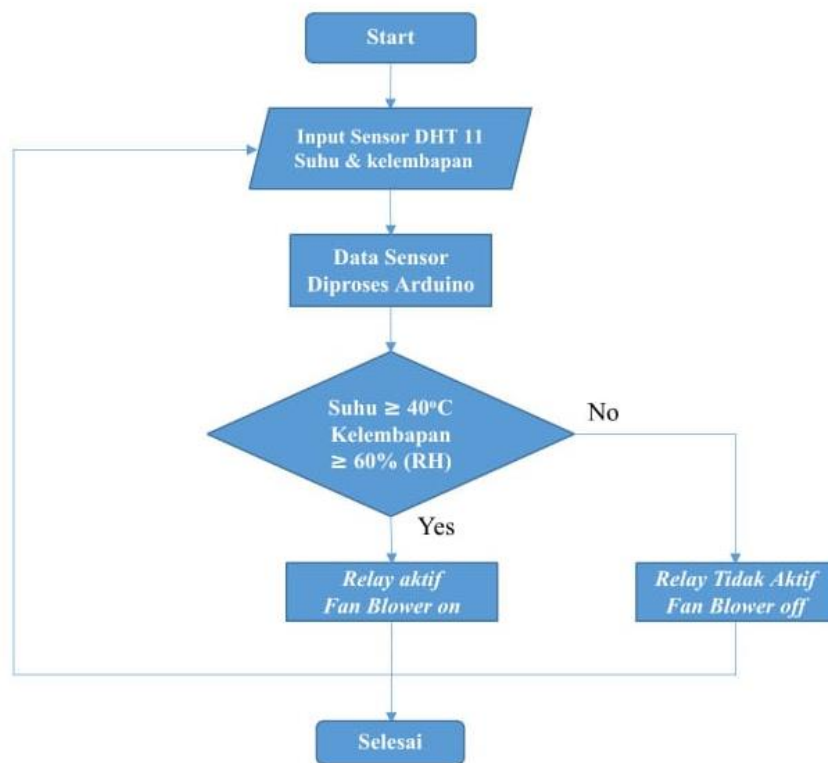 Start
Input Sensor DHT 11
Suhu & kelembapan
Data Sensor
Diproses Arduino
Suhu ≥ 40°C
Kelembapan
≥ 60% (RH)
No
Yes
Relay aktif
Fan Blower on
Relay Tidak Aktif
Fan Blower off
Selesai